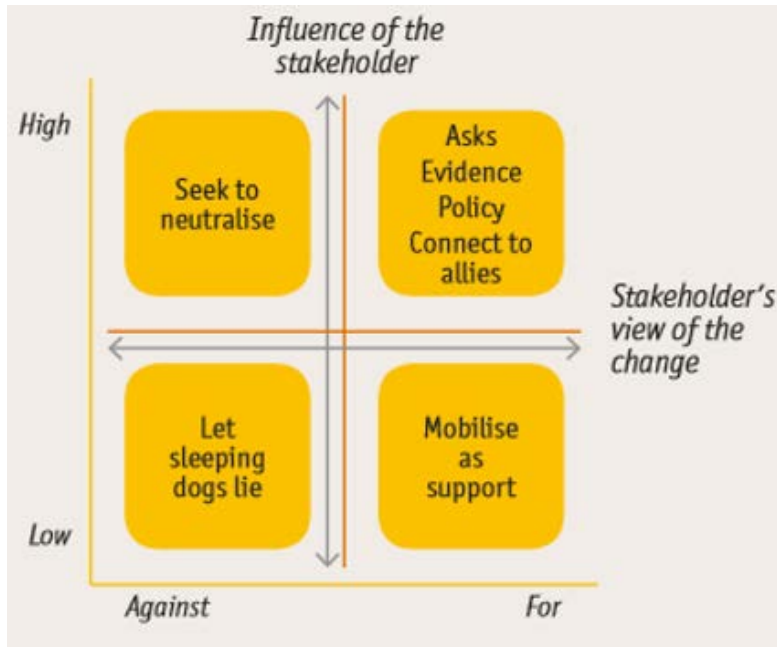 Influence of the
stakeholder
High
Seek to
neutralise
Asks
Evidence
Policy
Connect to
allies
Stakeholder's
view of the
change
Let
sleeping
dogs lie
Mobilise
as
support
Low
Against
For